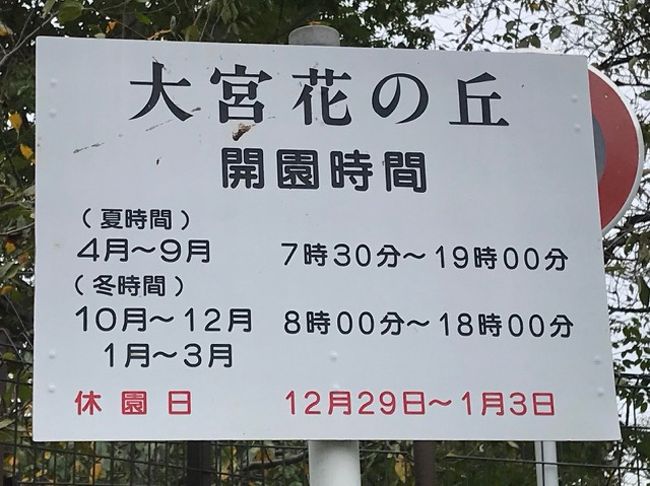 大宮花の丘
開園時間
（夏時間）
4月～9月 7時30分～19時00分
（冬時間）
10月～12月 8時00分～18時00分
1月～3月
休園日 12月29日～1月3日